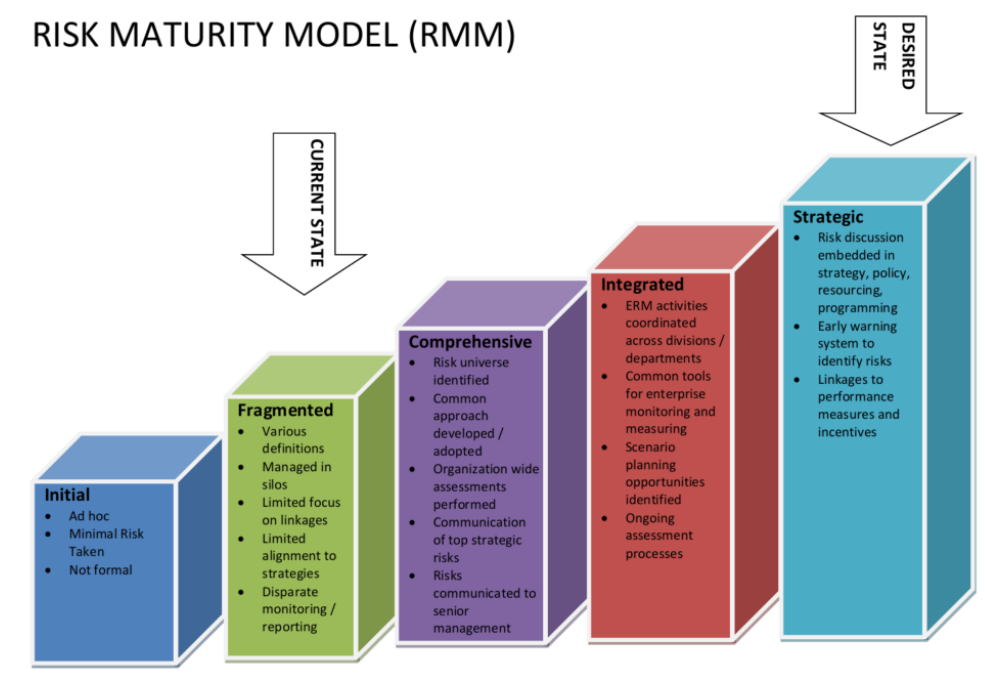 RISK MATURITY MODEL (RMM)
DESIRED
STATE
CURRENT STATE
Initial
• Ad hoc
• Minimal Risk
Taken
• Not formal
Fragmented
• Various
definitions
• Managed in
silos
• Limited focus
on linkages
• Limited
alignment to
strategies
• Disparate
monitoring /
reporting
Comprehensive
• Risk universe
identified
• Common
approach
developed /
adopted
• Organization wide
assessments
performed
• Communication
of top strategic
risks
• Risks
communicated to
senior
management
Integrated
• ERM activities
coordinated
across divisions /
departments
• Common tools
for enterprise
monitoring and
measuring
• Scenario
planning
opportunities
identified
• Ongoing
assessment
processes
Strategic
• Risk discussion
embedded in
strategy, policy,
resourcing,
programming
• Early warning
system to
identify risks
• Linkages to
performance
measures and
incentives